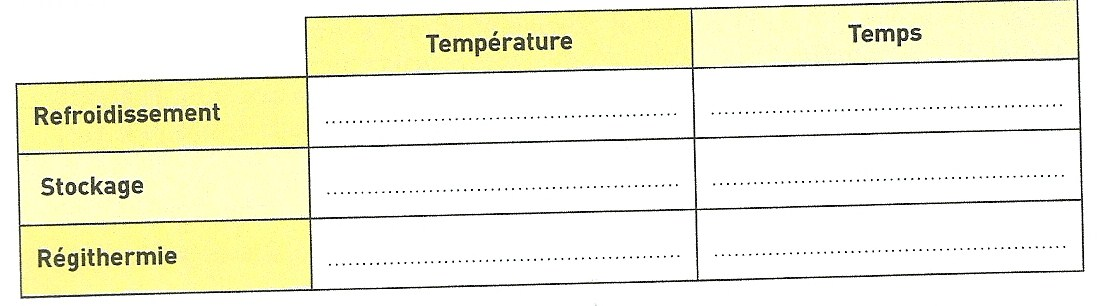 Température Temps
Refroidissement
Stockage
Régithermie